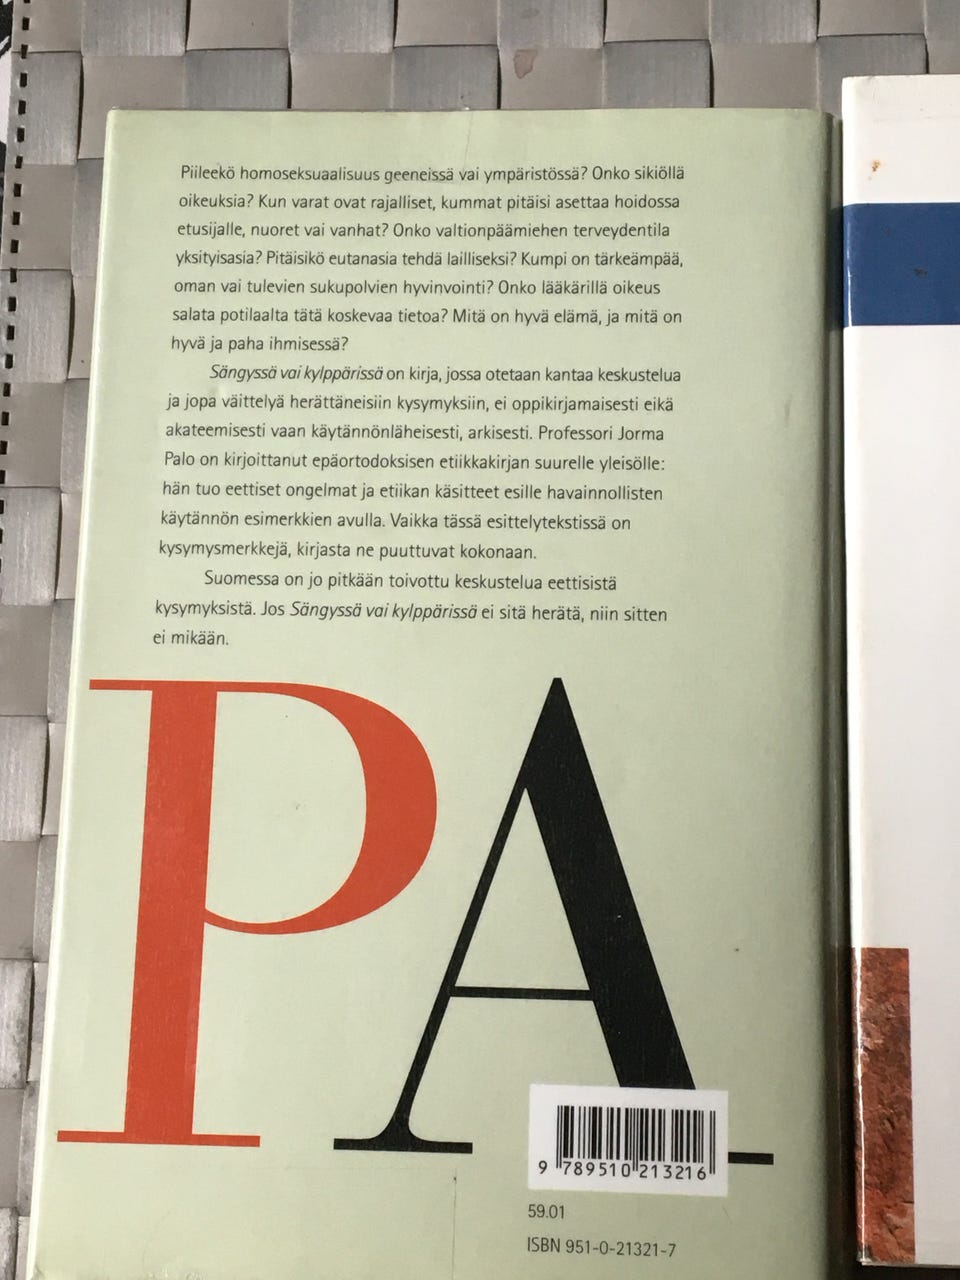 Piileekö homoseksuaalisuus geeneissä vai ympäristössä? Onko sikiöllä
oikeuksia? Kun varat ovat rajalliset, kummat pitäisi asettaa hoidossa
etusijalle, nuoret vai vanhat? Onko valtionpäämiehen terveydentila
yksityisasia? Pitäisikö eutanasia tehdä lailliseksi? Kumpi on tärkeämpää,
oman vai tulevien sukupolvien hyvinvointi? Onko lääkärillä oikeus
salata potilaalta tätä koskevaa tietoa? Mitä on hyvä elämä, ja mitä on
hyvä ja paha ihmisessä?
Sängyssä vai kylppärissä on kirja, jossa otetaan kantaa keskustelua
ja jopa väittelyä herättäneisiin kysymyksiin, ei oppikirjamaisesti eikä
akateemisesti vaan käytännönläheisesti, arkisesti. Professori Jorma
Palo on kirjoittanut epäortodoksisen etiikkakirjan suurelle yleisölle:
hän tuo eettiset ongelmat ja etiikan käsitteet esille havainnollisten
käytännön esimerkkien avulla. Vaikka tässä esittelytekstissä on
kysymysmerkkejä, kirjasta ne puuttuvat kokonaan.
Suomessa on jo pitkään toivottu keskustelua eettisistä
kysymyksistä. Jos Sängyssä vai kylppärissä ei sitä herätä, niin sitten
ei mikään.
PA
9 789510 213216
59.01
ISBN 951-0-21321-7